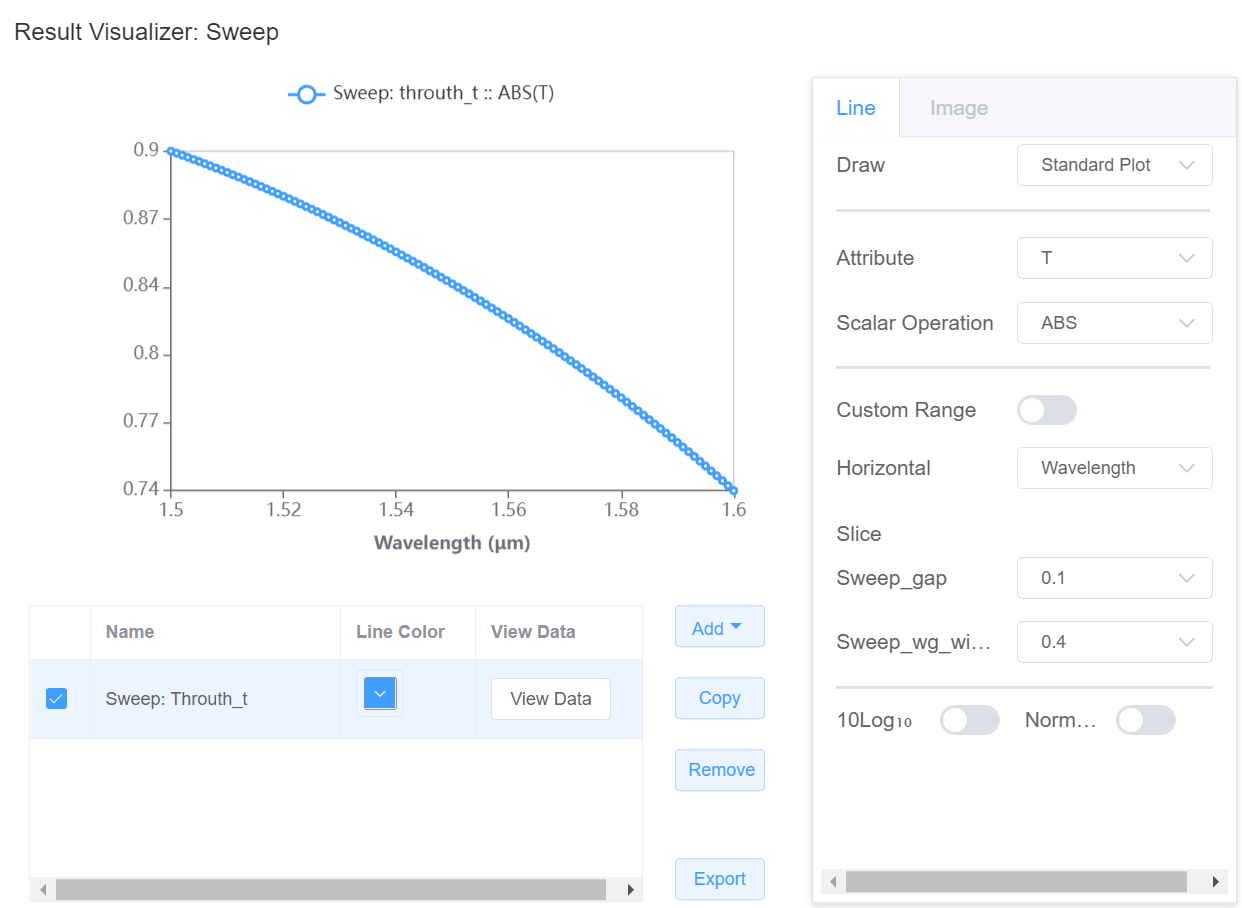 Result Visualizer: Sweep
Sweep: throuth_t :: ABS(T)
0.9
0.87
0.84
0.8
0.77
0.74
1.5 1.52 1.54 1.56 1.58 1.6
Wavelength (μm)
Name Line Color View Data
Sweep: Throuth_t View Data
Add
Copy
Remove
Export
Line Image
Draw Standard Plot
Attribute T
Scalar Operation ABS
Custom Range
Horizontal Wavelength
Slice
Sweep_gap 0.1
Sweep_wg_wi... 0.4
10Log₁₀ Norm...